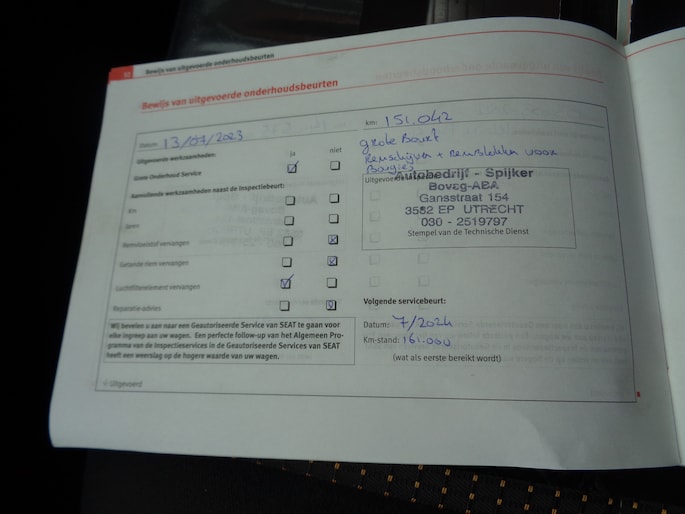 10 Bewijs van uitgevoerde onderhoudsbeurten
Bewijs van uitgevoerde onderhoudsbeurten
Datum: 13/07/2023
km: 151.042
Uitgevoerde werkzaamheden:
ja niet
Grote Onderhoud Service
grote Beurt
Remschijven + Remblokken voor
Bougies
Aanvullende werkzaamheden naast de Inspectiebeurt:
Km
Jaren
Remvloeistof vervangen
Getande riem vervangen
Luchtfilterelement vervangen
Reparatie-advies
Autobedrijf - Spijker
Bovag-ABA
Gansstraat 154
3582 EP UTRECHT
030 - 2519797
Stempel van de Technische Dienst
Volgende servicebeurt:
Datum: 7/2024
Km-stand: 161.000
(wat als eerste bereikt wordt)
Wij bevelen u aan naar een Geautoriseerde Service van SEAT te gaan voor
elke ingreep aan uw wagen. Een perfecte follow-up van het Algemeen Pro-
gramma van de Inspectieservices in de Geautoriseerde Services van SEAT
heeft een weerslag op de hogere waarde van uw wagen.
Uitgevoerd